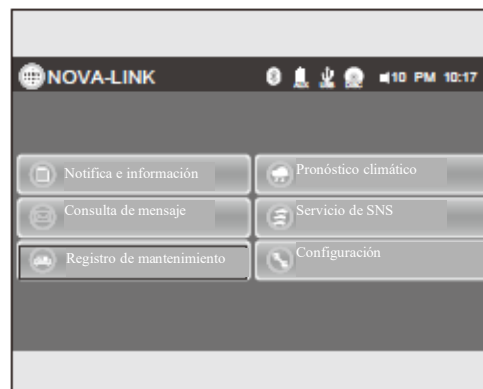 NOVA-LINK 10 PM 10:17
Notifica e información
Pronóstico climático
Consulta de mensaje
Servicio de SNS
Registro de mantenimiento
Configuración